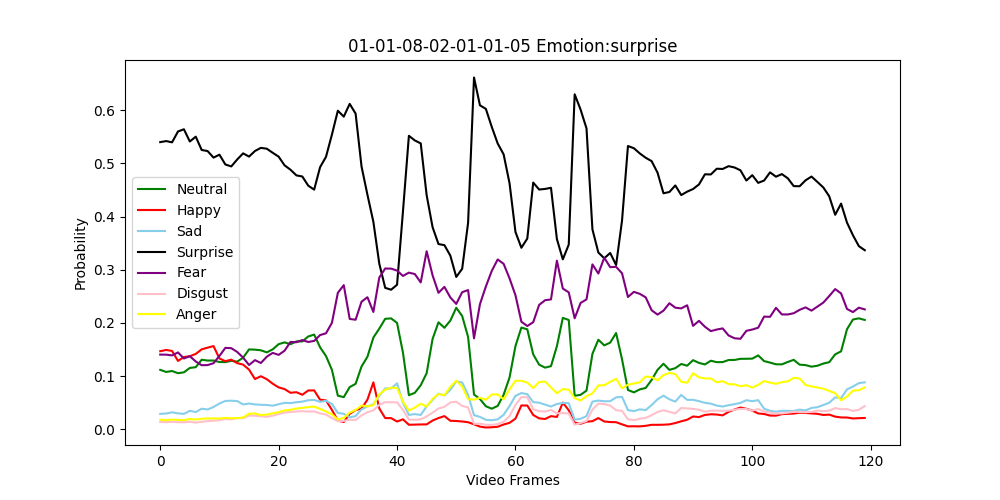 01-01-08-02-01-01-05 Emotion:surprise
Probability
0.6
0.5
0.4
0.3
0.2
0.1
0.0
Neutral
Happy
Sad
Surprise
Fear
Disgust
Anger
0 20 40 60 80 100 120
Video Frames